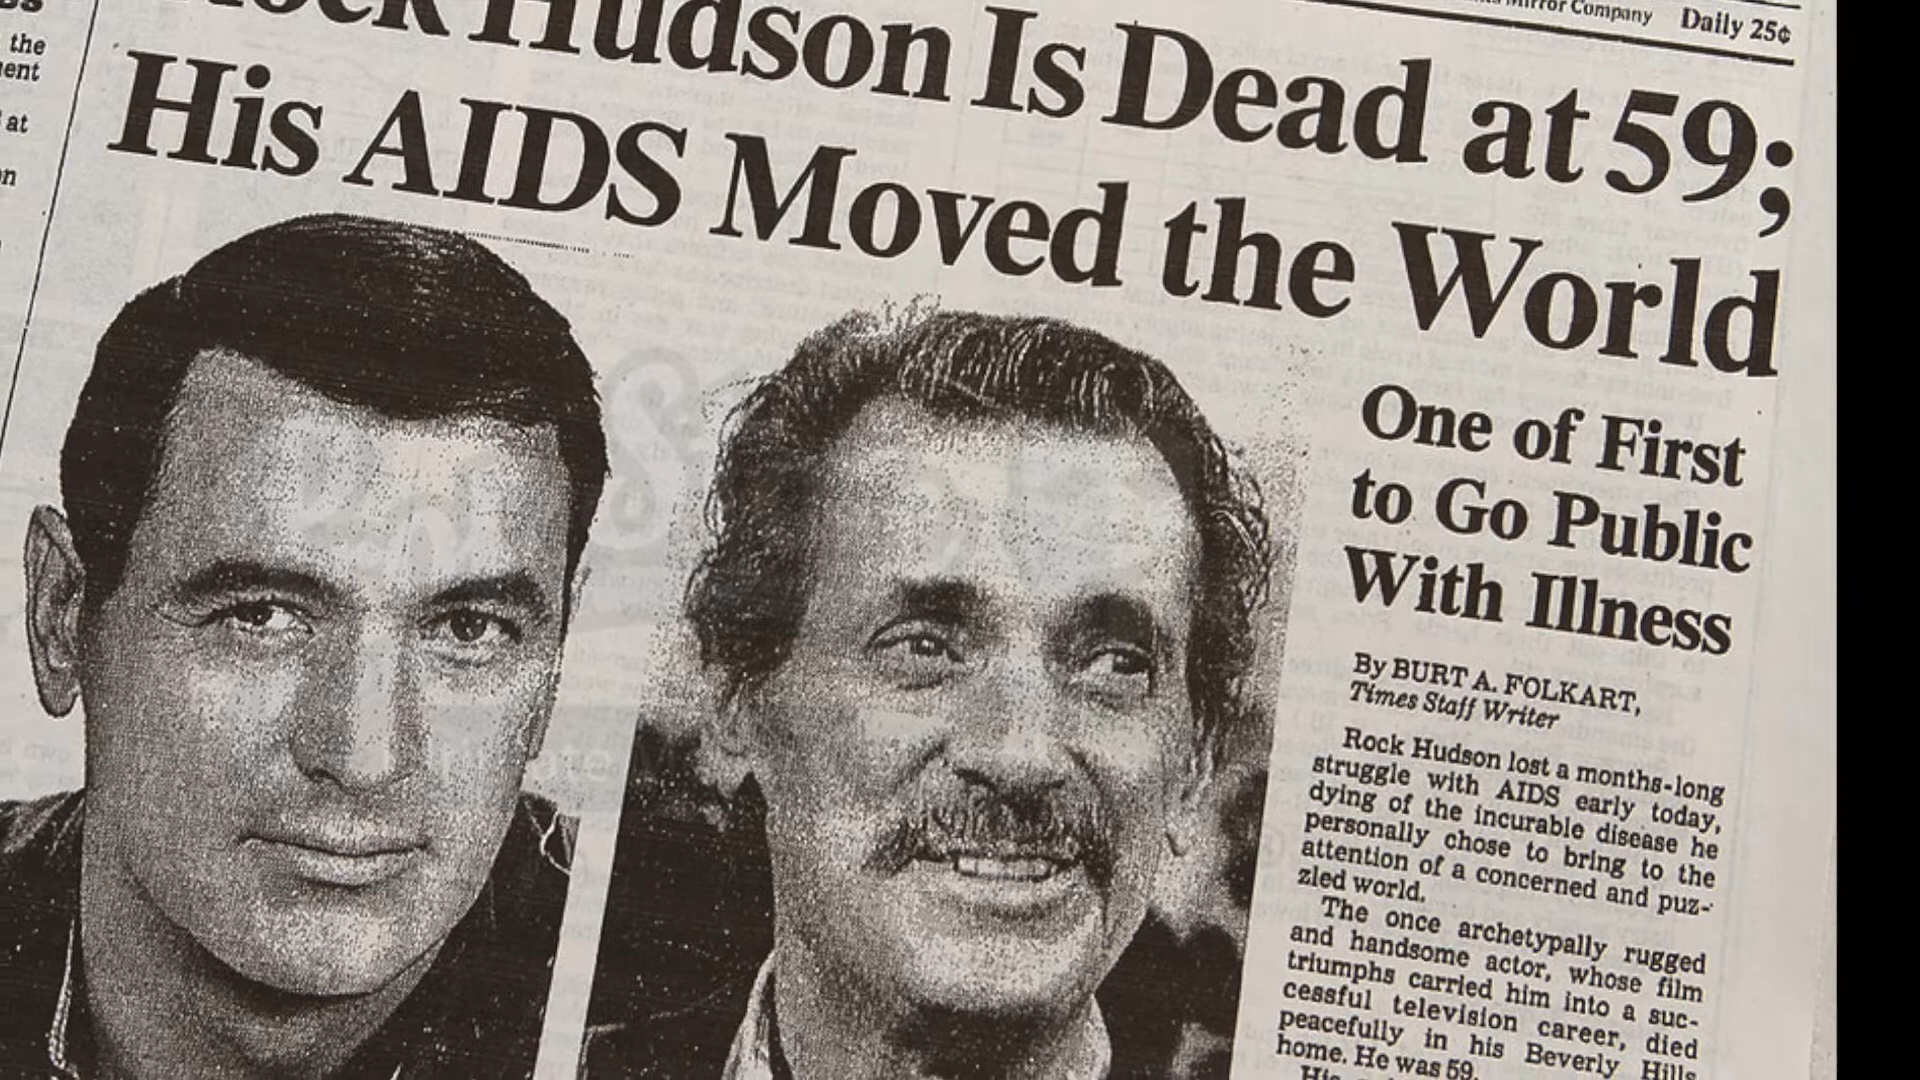 the
at
Mirror Company Daily 25¢
Rock Hudson Is Dead at 59;
His AIDS Moved the World
One of First
to Go Public
With Illness
By BURT A. FOLKART,
Times Staff Writer
Rock Hudson lost a months-long
struggle with AIDS early today,
dying of the incurable disease he
personally chose to bring to the
attention of a concerned and puz-
zled world.
The once archetypally rugged
and handsome actor, whose film
triumphs carried him into a suc-
cessful television career, died
peacefully in his Beverly Hills
home. He was 59.